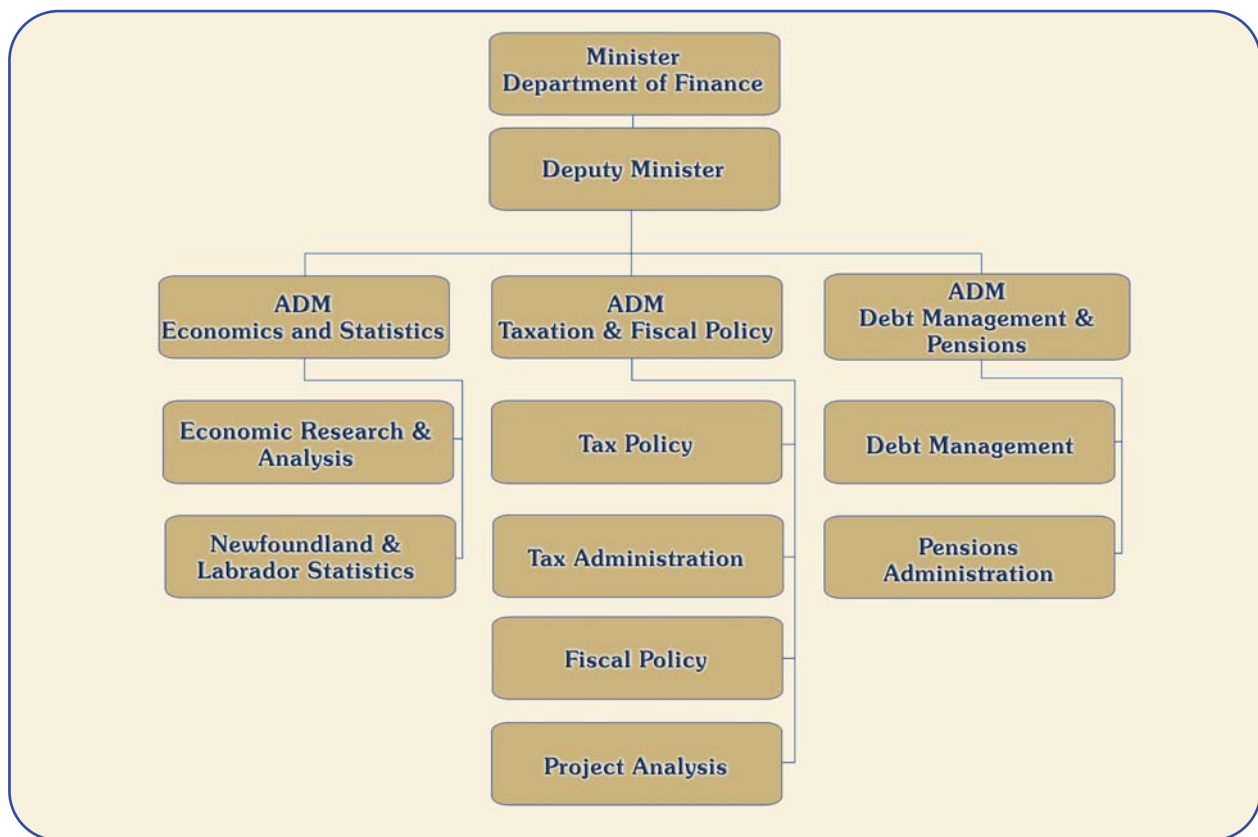 Minister
Department of Finance
Deputy Minister
ADM
Economics and Statistics
ADM
Taxation & Fiscal Policy
ADM
Debt Management &
Pensions
Economic Research &
Analysis
Newfoundland &
Labrador Statistics
Tax Policy
Tax Administration
Fiscal Policy
Project Analysis
Debt Management
Pensions
Administration